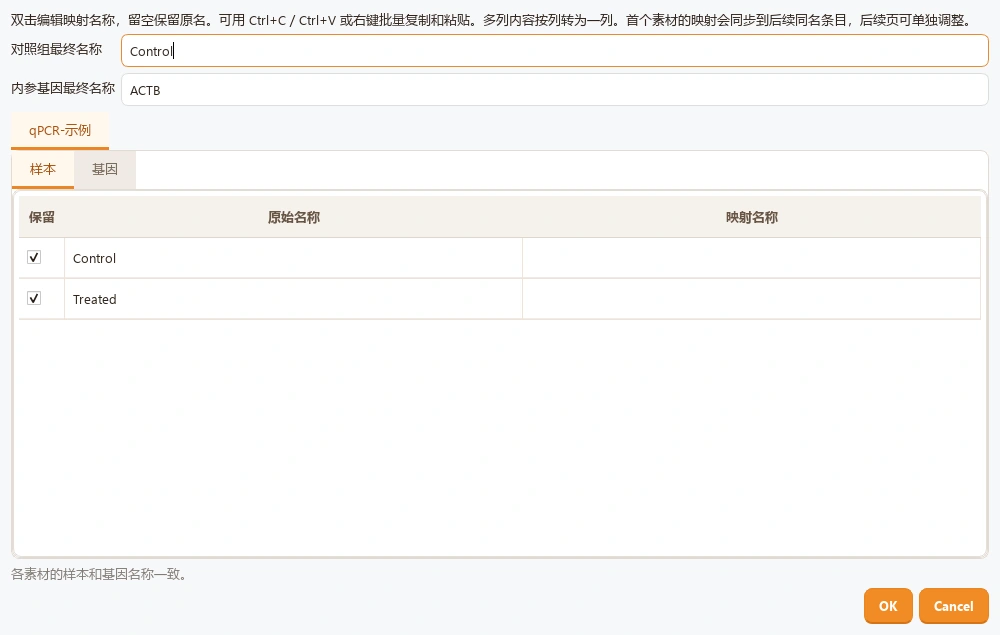 双击编辑映射名称，留空保留原名。可用 Ctrl+C / Ctrl+V 或右键批量复制和粘贴。多列内容按列转为一列。首个素材的映射会同步到后续同名条目，后续页可单独调整。
对照组最终名称 Control
内参基因最终名称 ACTB
qPCR-示例
样本 基因
保留 原始名称 映射名称
Control
Treated
各素材的样本和基因名称一致。
OK Cancel